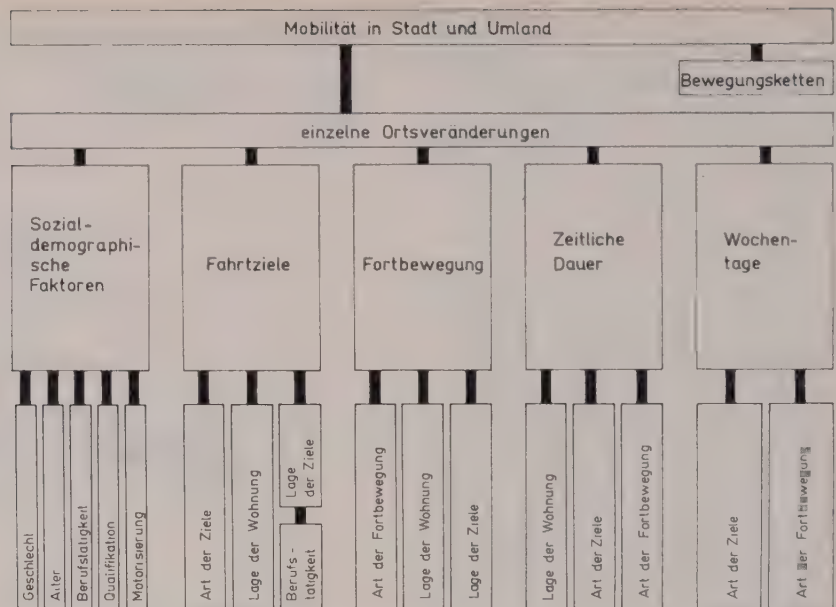 Mobilität in Stadt und Umland
Bewegungsketten
einzelne Ortsveränderungen
Sozial-
demographi-
sche
Faktoren
Fahrtziele
Fortbewegung
Zeitliche
Dauer
Wochen-
tage
Geschlecht
Alter
Berufstätigkeit
Qualifikation
Motorisierung
Art der Ziele
Lage der Wohnung
Lage
der Ziele
Berufs-
tätigkeit
Art der Fortbewegung
Lage der Wohnung
Lage der Ziele
Lage der Wohnung
Art der Ziele
Art der Fortbewegung
Art der Ziele
Art der Fortbewegung